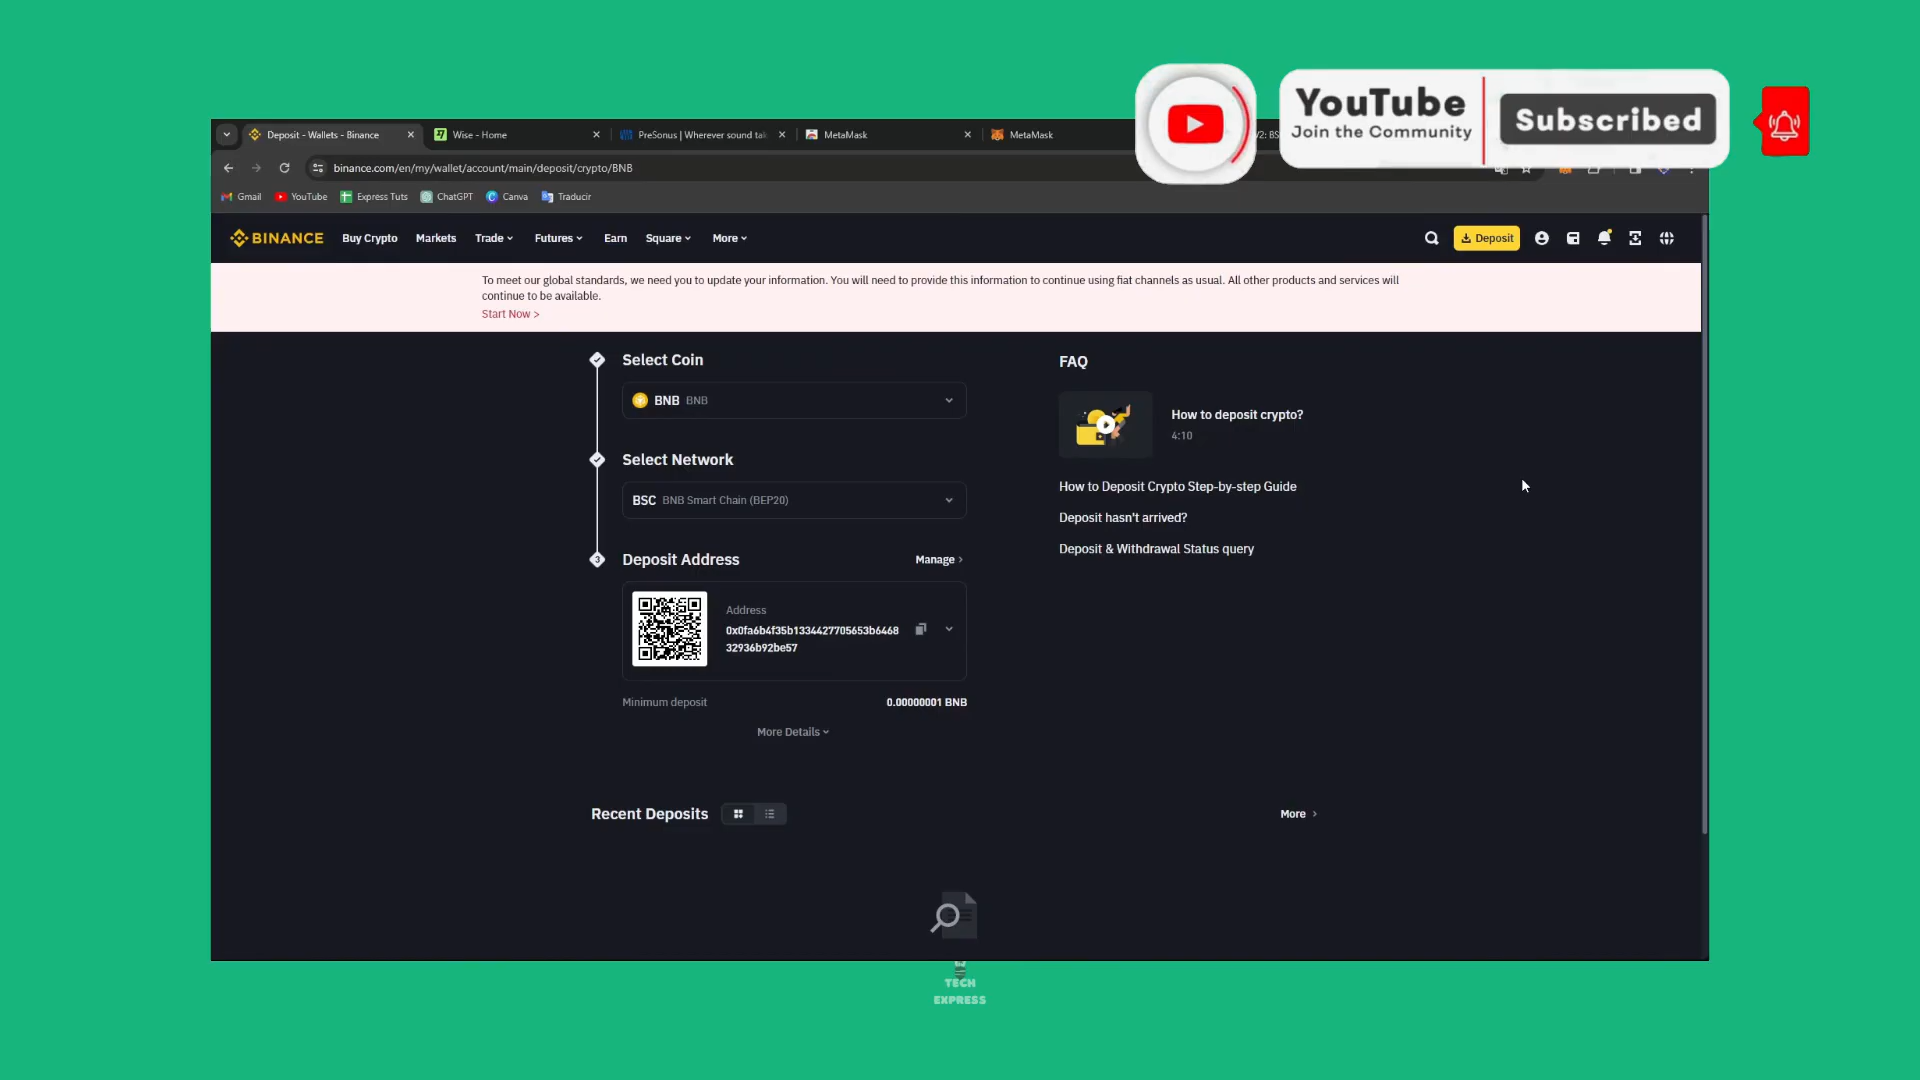 YouTube
Join the Community
Subscribed
Deposit - Wallets - Binance
Wise - Home
PreSonus | Wherever sound tak
MetaMask
MetaMask
binance.com/en/my/wallet/account/main/deposit/crypto/BNB
Gmail
YouTube
Express Tuts
ChatGPT
Canva
Traducir
BINANCE
Buy Crypto
Markets
Trade
Futures
Earn
Square
More
Deposit
To meet our global standards, we need you to update your information. You will need to provide this information to continue using fiat channels as usual. All other products and services will
continue to be available.
Start Now >
Select Coin
BNB BNB
Select Network
BSC BNB Smart Chain (BEP20)
3
Deposit Address
Manage >
Address
0x0fa6b4f35b1334427705653b6468
32936b92be57
Minimum deposit
0.00000001 BNB
More Details
FAQ
How to deposit crypto?
4:10
How to Deposit Crypto Step-by-step Guide
Deposit hasn't arrived?
Deposit & Withdrawal Status query
Recent Deposits
More >
TECH
EXPRESS